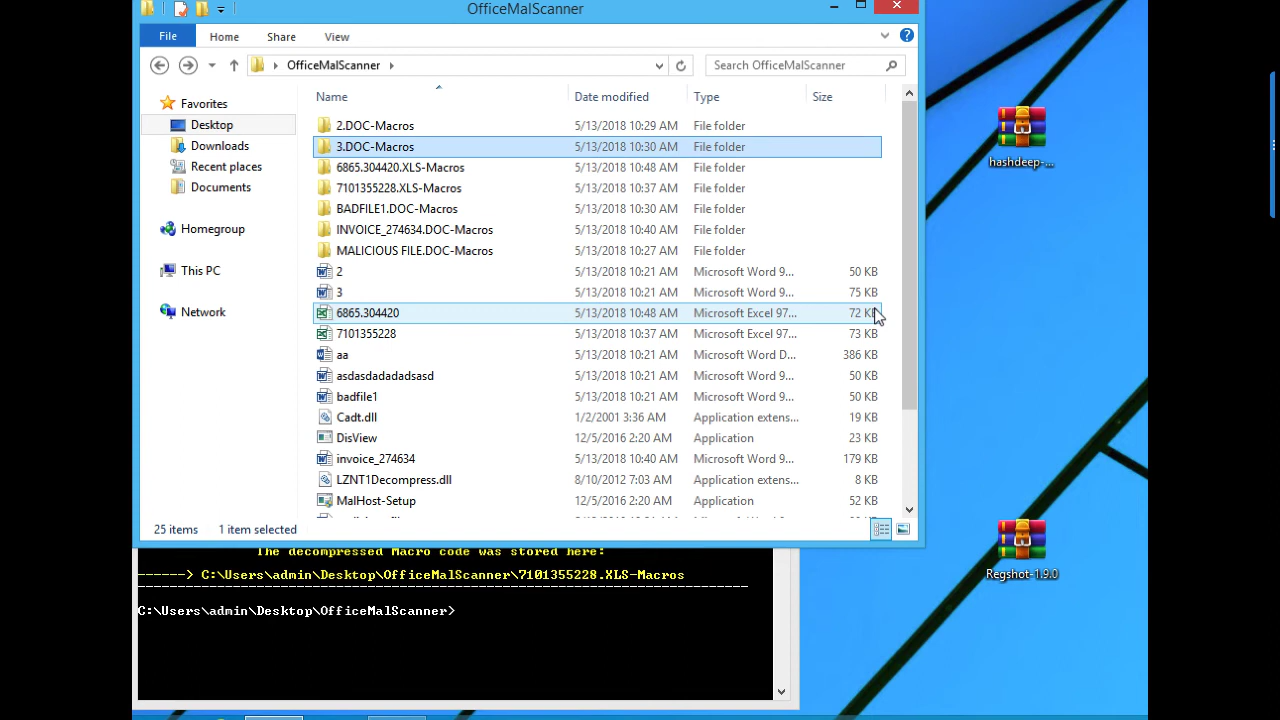 OfficeMalScanner
File Home Share View
OfficeMalScanner Search OfficeMalScanner
Name Date modified Type Size
Favorites
Desktop
Downloads
Recent places
Documents
Homegroup
This PC
Network
2.DOC-Macros 5/13/2018 10:29 AM File folder
3.DOC-Macros 5/13/2018 10:30 AM File folder
6865.304420.XLS-Macros 5/13/2018 10:48 AM File folder
7101355228.XLS-Macros 5/13/2018 10:37 AM File folder
BADFILE1.DOC-Macros 5/13/2018 10:30 AM File folder
INVOICE_274634.DOC-Macros 5/13/2018 10:40 AM File folder
MALICIOUS FILE.DOC-Macros 5/13/2018 10:27 AM File folder
2 5/13/2018 10:21 AM Microsoft Word 9... 50 KB
3 5/13/2018 10:21 AM Microsoft Word 9... 75 KB
6865.304420 5/13/2018 10:48 AM Microsoft Excel 97... 72 KB
7101355228 5/13/2018 10:37 AM Microsoft Excel 97... 73 KB
aa 5/13/2018 10:21 AM Microsoft Word D... 386 KB
asdasdadadadsasd 5/13/2018 10:21 AM Microsoft Word 9... 50 KB
badfile1 5/13/2018 10:21 AM Microsoft Word 9... 50 KB
Cadt.dll 1/2/2001 3:36 AM Application extens... 19 KB
DisView 12/5/2016 2:20 AM Application 23 KB
invoice_274634 5/13/2018 10:40 AM Microsoft Word 9... 179 KB
LZNT1Decompress.dll 8/10/2012 7:03 AM Application extens... 8 KB
MalHost-Setup 12/5/2016 2:20 AM Application 52 KB
25 items 1 item selected
The decompressed Macro code was stored here:
------> C:\Users\admin\Desktop\OfficeMalScanner\7101355228.XLS-Macros
C:\Users\admin\Desktop\OfficeMalScanner>
hashdeep-...
Regshot-1.9.0